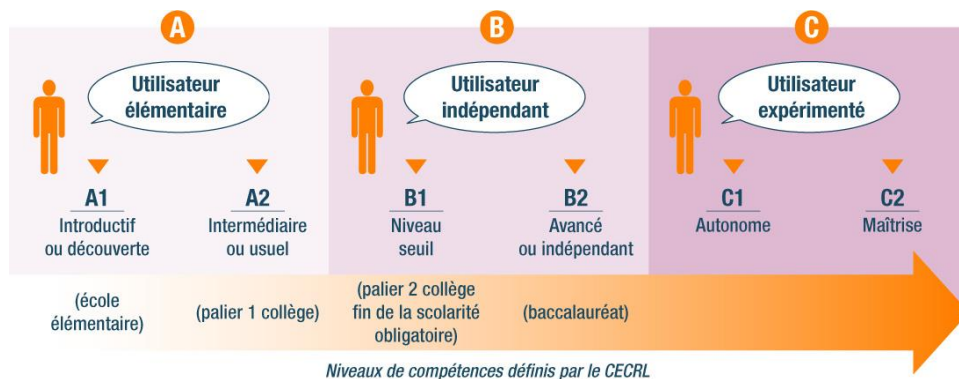 A
B
C
Utilisateur
élémentaire
Utilisateur
indépendant
Utilisateur
expérimenté
A1
Introductif
ou découverte
A2
Intermédiaire
ou usuel
B1
Niveau
seuil
B2
Avancé
ou indépendant
C1
Autonome
C2
Maîtrise
(école
élémentaire)
(palier 1 collège)
(palier 2 collège
fin de la scolarité
obligatoire)
(baccalauréat)
Niveaux de compétences définis par le CECRL